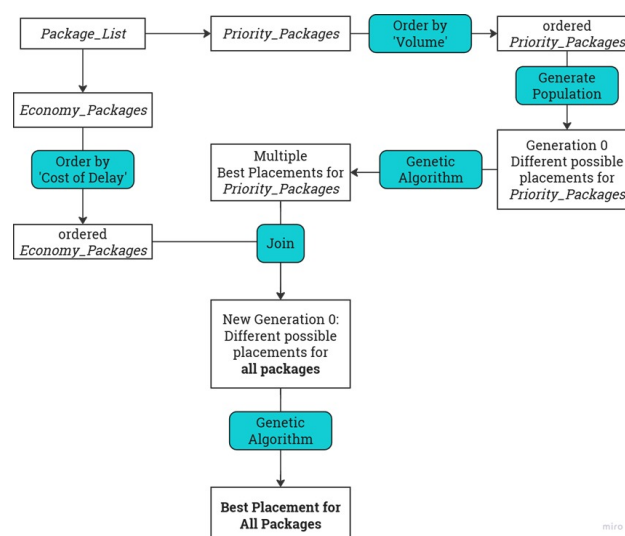 Package_List
Priority_Packages
Order by
'Volume'
ordered
Priority_Packages
Economy_Packages
Generate
Population
Order by
'Cost of Delay'
Multiple
Best Placements for
Priority_Packages
Genetic
Algorithm
Generation 0
Different possible
placements for
Priority_Packages
ordered
Economy_Packages
Join
New Generation 0:
Different possible
placements for
all packages
Genetic
Algorithm
Best Placement for
All Packages
miro